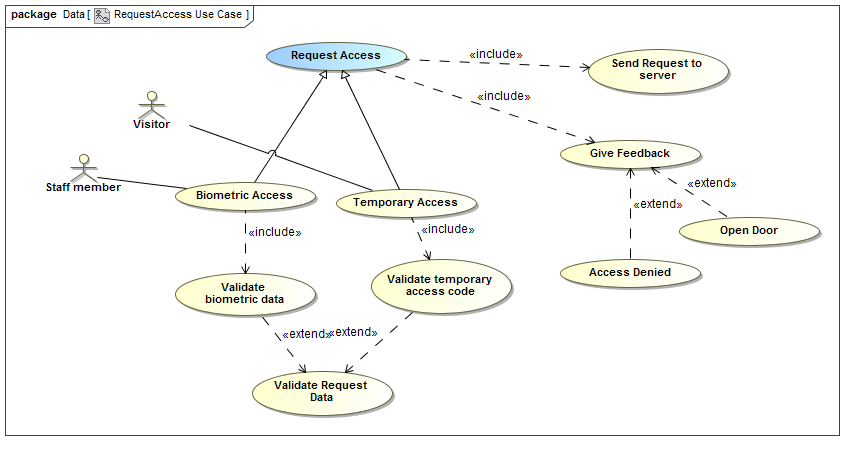 package Data [ RequestAccess Use Case ]
Request Access
«include»
Send Request to
server
«include»
Visitor
Give Feedback
Staff member
«extend»
Biometric Access
Temporary Access
«extend»
«include»
«include»
Open Door
Access Denied
Validate
biometric data
Validate temporary
access code
«extend»
«extend»
Validate Request
Data